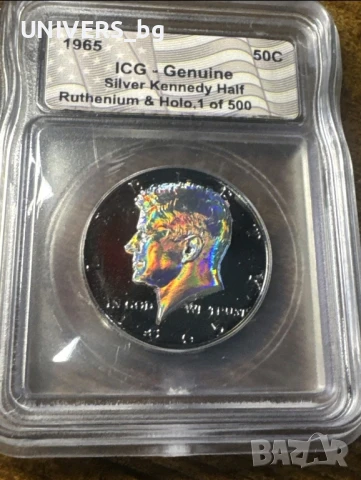 UNIVERS.bg
1965 50C
ICG - Genuine
Silver Kennedy Half
Ruthenium & Holo, 1 of 500
IN GOD WE TRUST
BAZAR